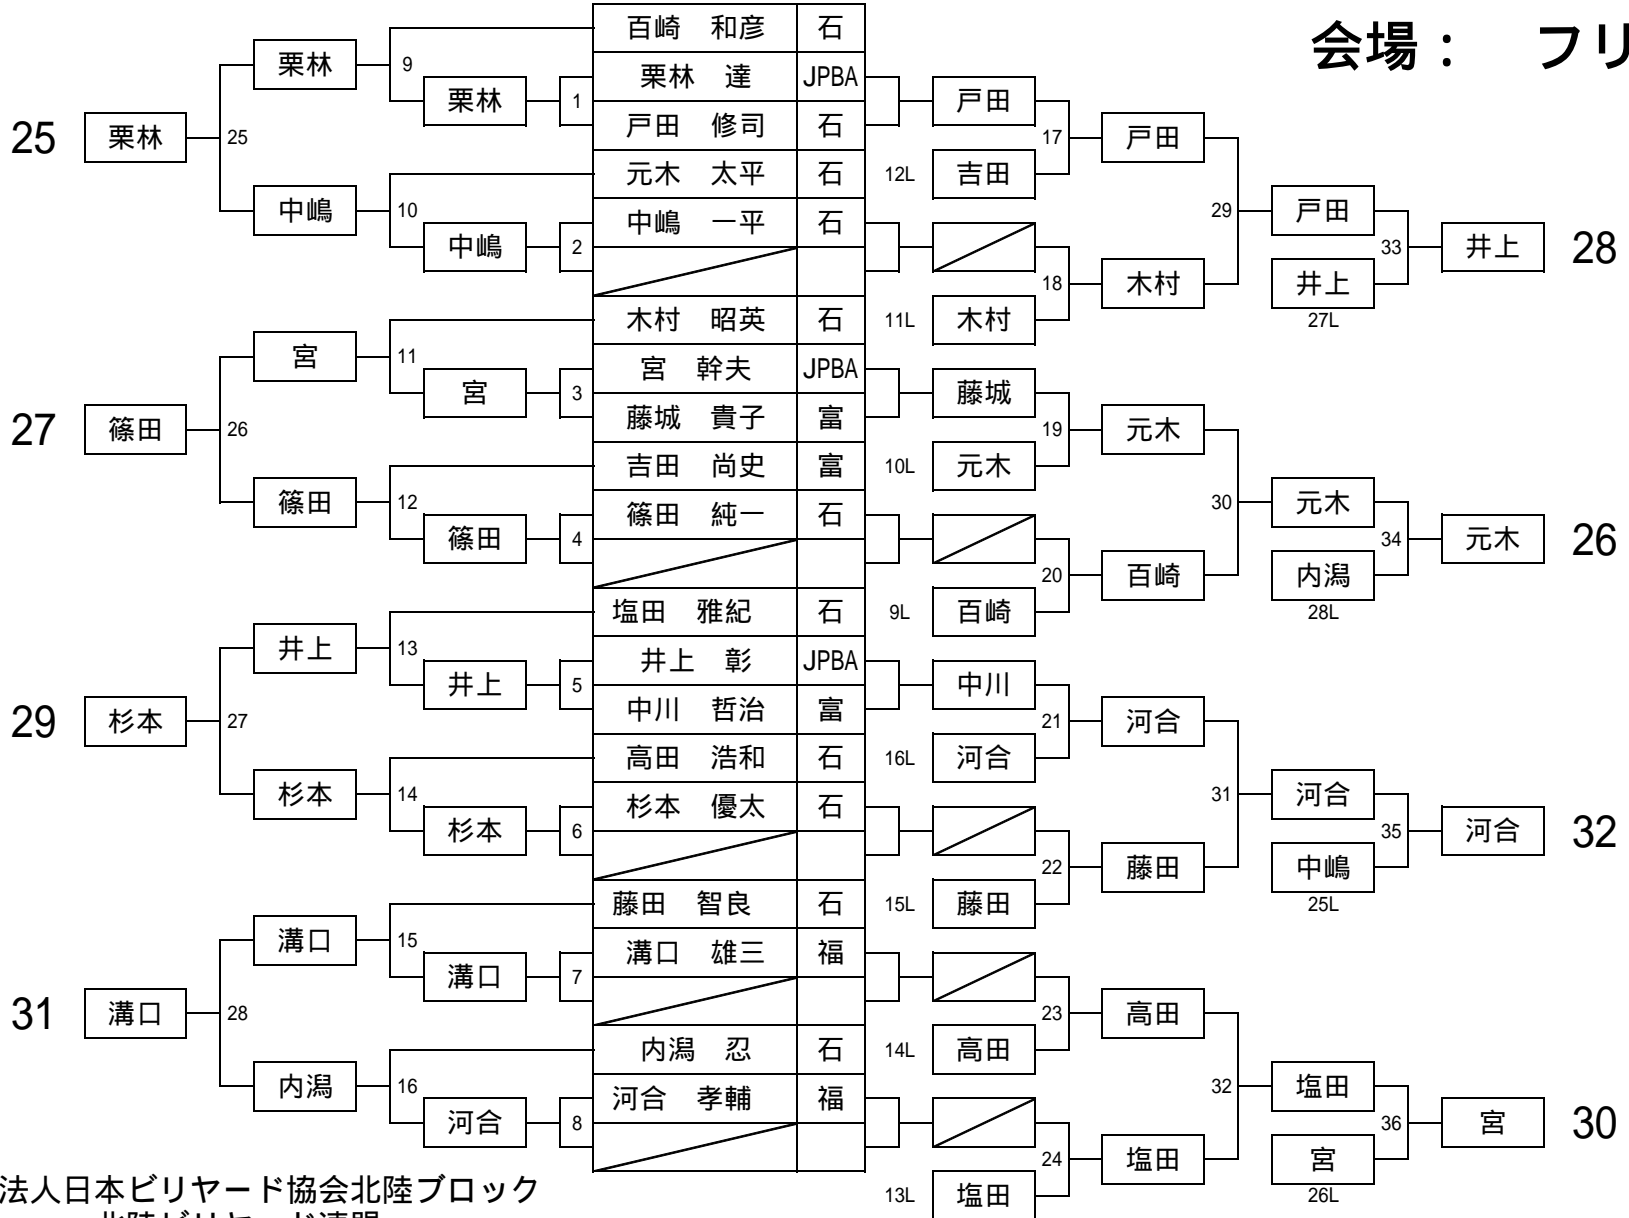 会場： フリ
百崎 和彦 石
栗林 達 JPBA
戸田 修司 石
元木 太平 石
中嶋 一平 石
木村 昭英 石
宮 幹夫 JPBA
藤城 貴子 富
吉田 尚史 富
篠田 純一 石
塩田 雅紀 石
井上 彰 JPBA
中川 哲治 富
高田 浩和 石
杉本 優太 石
藤田 智良 石
溝口 雄三 福
内潟 忍 石
河合 孝輔 福
25 栗林 25
栗林 9
栗林 1
中嶋 10
中嶋 2
27 篠田 26
宮 11
宮 3
篠田 12
篠田 4
29 杉本 27
井上 13
井上 5
杉本 14
杉本 6
31 溝口 28
溝口 15
溝口 7
内潟 16
河合 8
戸田 17
12L 吉田
戸田 29
18
11L 木村
木村
戸田 33
井上
27L
井上 28
藤城 19
10L 元木
元木 30
20
9L 百崎
百崎
元木 34
内潟
28L
元木 26
中川 21
16L 河合
河合 31
22
15L 藤田
藤田
河合 35
中嶋
25L
河合 32
23
14L 高田
高田 32
24
13L 塩田
塩田
塩田 36
宮
26L
宮 30
法人日本ビリヤード協会北陸ブロック
北陸ビリヤード連盟